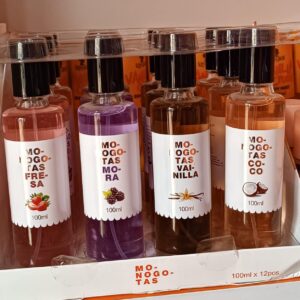 MO-
NOGO-
TAS
FRE-
SA
100ml
MO-
NOGO-
TAS
MO-
RA
100ml
MO-
NOGO-
TAS
VAI-
NILLA
100ml
MO-
NOGO-
TAS
CO-
CO
100ml
MO-
NOGO-
TAS
100ml x 12pcs